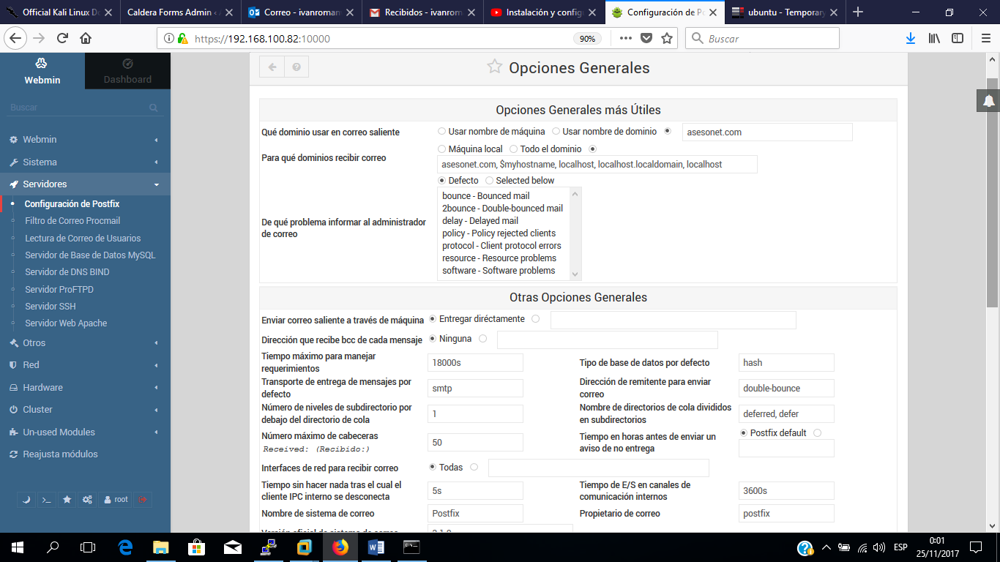 Official Kali Linux Do
Caldera Forms Admin ‹ A
Correo - ivanroman
Recibidos - ivanrom
Instalación y configu
Configuración de Po
ubuntu - Temporary
https://192.168.100.82:10000
90%
Buscar
Webmin
Dashboard
Buscar
Webmin
Sistema
Servidores
Configuración de Postfix
Filtro de Correo Procmail
Lectura de Correo de Usuarios
Servidor de Base de Datos MySQL
Servidor de DNS BIND
Servidor ProFTPD
Servidor SSH
Servidor Web Apache
Otros
Red
Hardware
Cluster
Un-used Modules
Reajusta módulos
root
Opciones Generales
Opciones Generales más Útiles
Qué dominio usar en correo saliente
Usar nombre de máquina
Usar nombre de dominio
asesonet.com
Para qué dominios recibir correo
Máquina local
Todo el dominio
asesonet.com, $myhostname, localhost, localhost.localdomain, localhost
De qué problema informar al administrador
de correo
Defecto
Selected below
bounce - Bounced mail
2bounce - Double-bounced mail
delay - Delayed mail
policy - Policy rejected clients
protocol - Client protocol errors
resource - Resource problems
software - Software problems
Otras Opciones Generales
Enviar correo saliente a través de máquina
Entregar diréctamente
Dirección que recibe bcc de cada mensaje
Ninguna
Tiempo máximo para manejar
requerimientos
18000s
Tipo de base de datos por defecto
hash
Transporte de entrega de mensajes por
defecto
smtp
Dirección de remitente para enviar
correo
double-bounce
Número de niveles de subdirectorio por
debajo del directorio de cola
1
Nombre de directorios de cola divididos
en subdirectorios
deferred, defer
Número máximo de cabeceras
Received: (Recibido:)
50
Tiempo en horas antes de enviar un
aviso de no entrega
Postfix default
Interfaces de red para recibir correo
Todas
Tiempo sin hacer nada tras el cual el
cliente IPC interno se desconecta
5s
Tiempo de E/S en canales de
comunicación internos
3600s
Nombre de sistema de correo
Postfix
Propietario de correo
postfix
Versión oficial de sistema de correo
3.1.0
ESP
0:01
25/11/2017